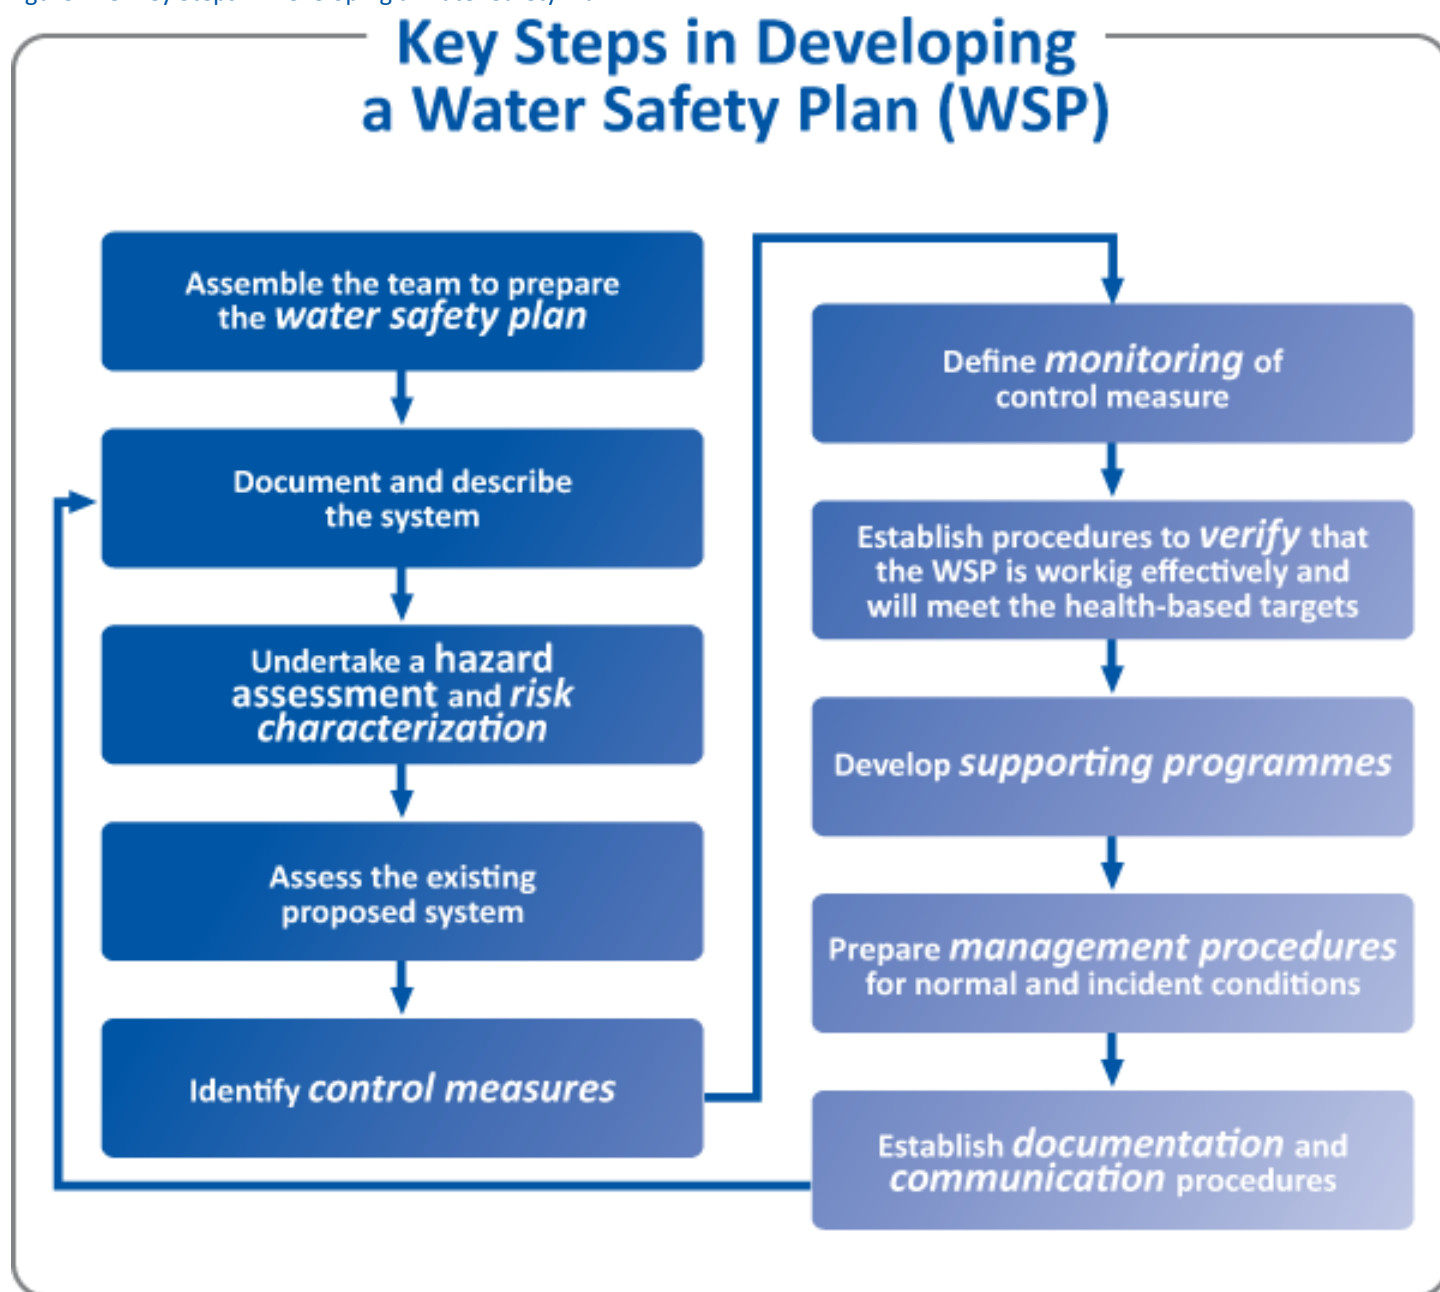 Key Steps in Developing
a Water Safety Plan (WSP)
Assemble the team to prepare
the water safety plan
Document and describe
the system
Undertake a hazard
assessment and risk
characterization
Assess the existing
proposed system
Identify control measures
Define monitoring of
control measure
Establish procedures to verify that
the WSP is workig effectively and
will meet the health-based targets
Develop supporting programmes
Prepare management procedures
for normal and incident conditions
Establish documentation and
communication procedures